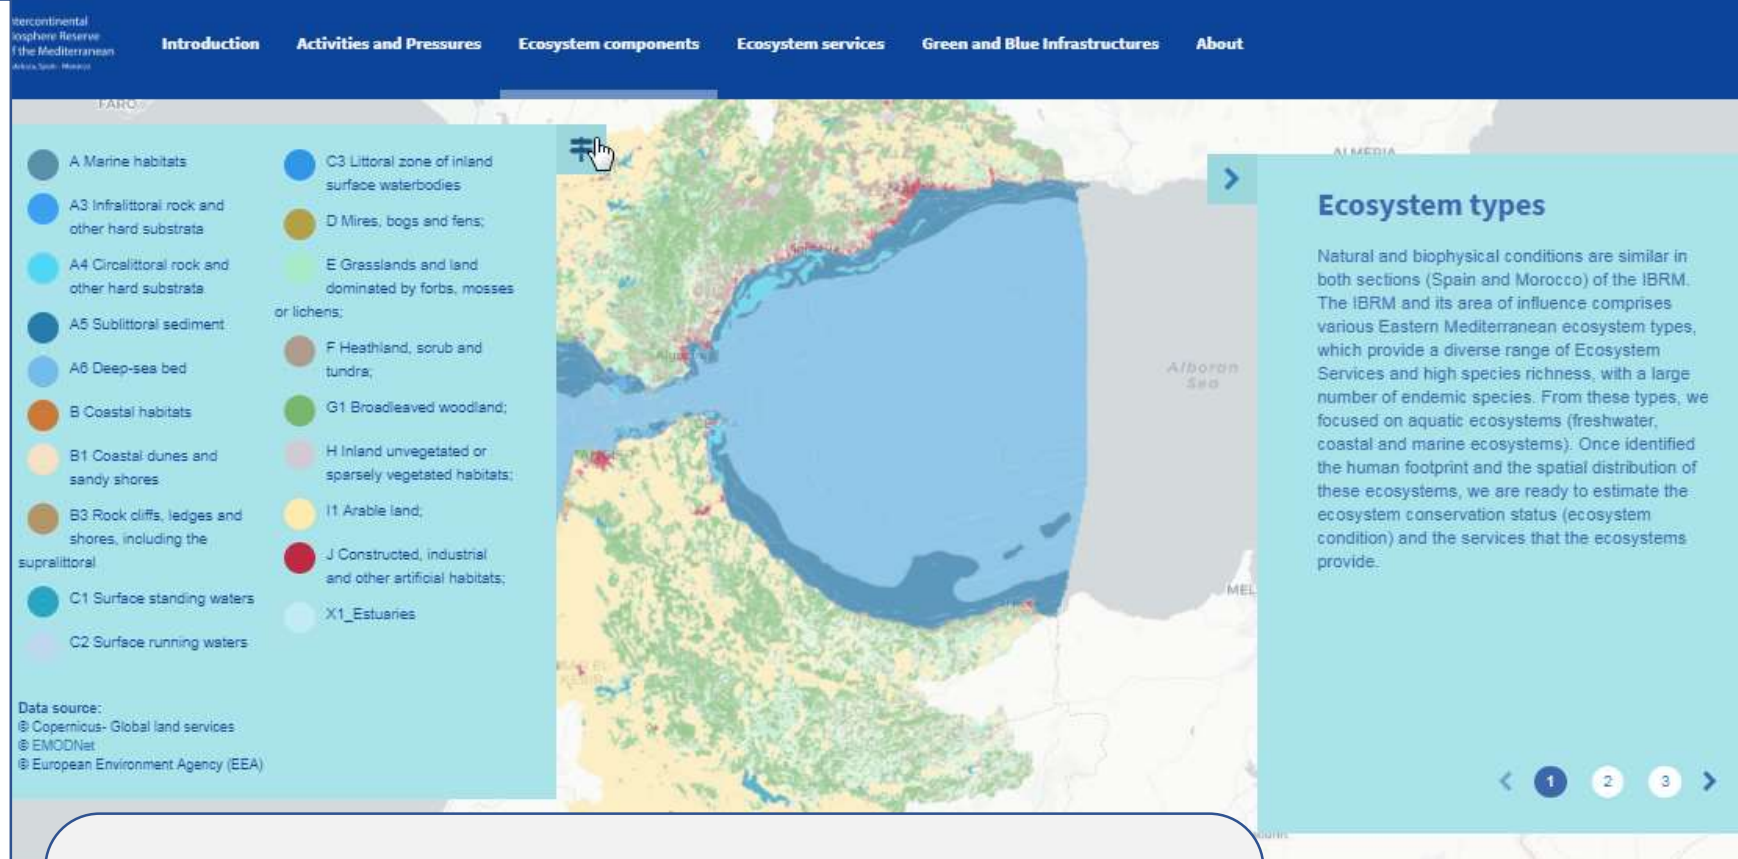 ntercontinental
iosphere Reserve
f the Mediterranean
Introduction
Activities and Pressures
Ecosystem components
Ecosystem services
Green and Blue Infrastructures
About
FARO
ALMERIA
A Marine habitats
A3 Infralittoral rock and
other hard substrata
A4 Circalittoral rock and
other hard substrata
A5 Sublittoral sediment
A6 Deep-sea bed
B Coastal habitats
B1 Coastal dunes and
sandy shores
B3 Rock cliffs, ledges and
shores, including the
supralittoral
C1 Surface standing waters
C2 Surface running waters
C3 Littoral zone of inland
surface waterbodies
D Mires, bogs and fens;
E Grasslands and land
dominated by forbs, mosses
or lichens;
F Heathland, scrub and
tundra;
G1 Broadleaved woodland;
H Inland unvegetated or
sparsely vegetated habitats;
I1 Arable land;
J Constructed, industrial
and other artificial habitats;
X1_Estuaries
Data source:
© Copernicus- Global land services
© EMODNet
© European Environment Agency (EEA)
Alboran
Sea
MEL
Ecosystem types
Natural and biophysical conditions are similar in
both sections (Spain and Morocco) of the IBRM.
The IBRM and its area of influence comprises
various Eastern Mediterranean ecosystem types,
which provide a diverse range of Ecosystem
Services and high species richness, with a large
number of endemic species. From these types, we
focused on aquatic ecosystems (freshwater,
coastal and marine ecosystems). Once identified
the human footprint and the spatial distribution of
these ecosystems, we are ready to estimate the
ecosystem conservation status (ecosystem
condition) and the services that the ecosystems
provide.
1
2
3